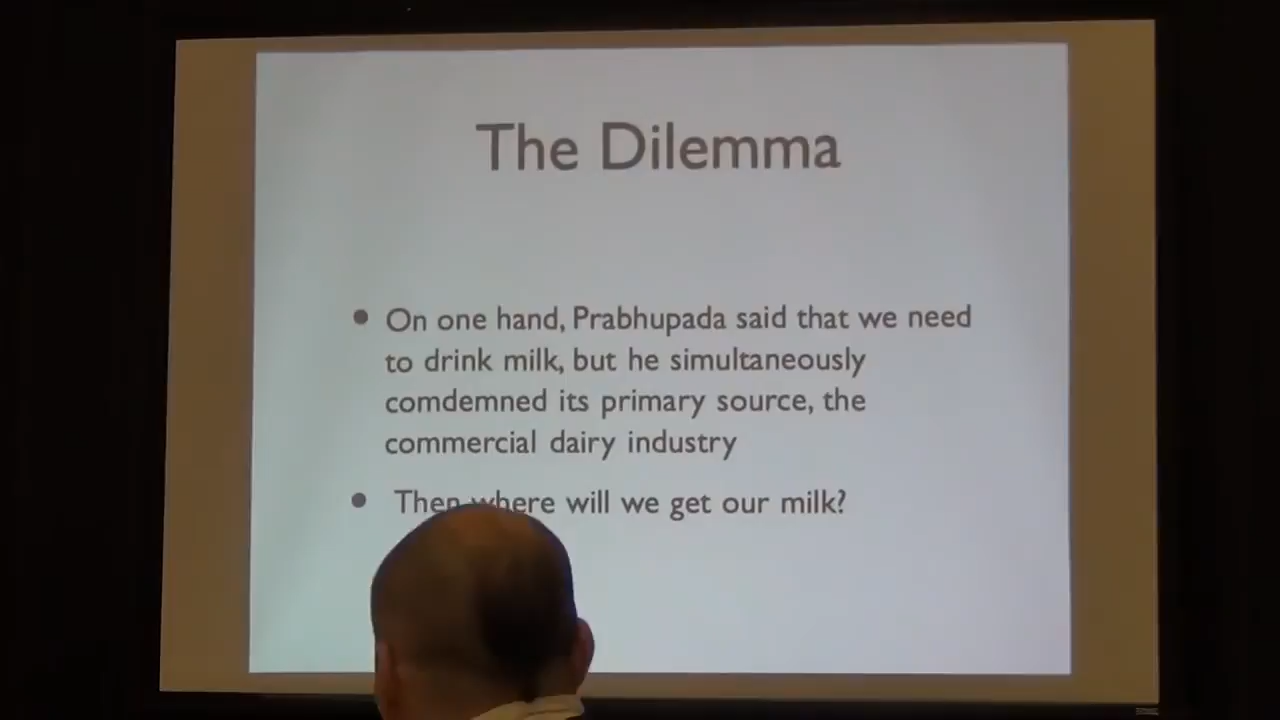 The Dilemma
• On one hand, Prabhupada said that we need
to drink milk, but he simultaneously
comdemned its primary source, the
commercial dairy industry
• Then where will we get our milk?